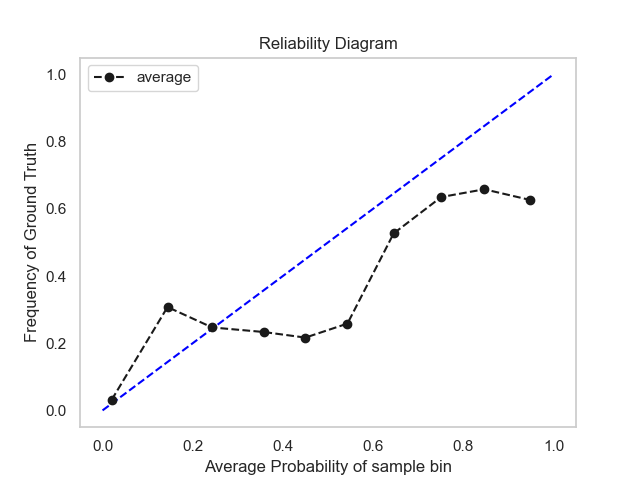 Reliability Diagram
average
Frequency of Ground Truth
1.0
0.8
0.6
0.4
0.2
0.0
0.0 0.2 0.4 0.6 0.8 1.0
Average Probability of sample bin